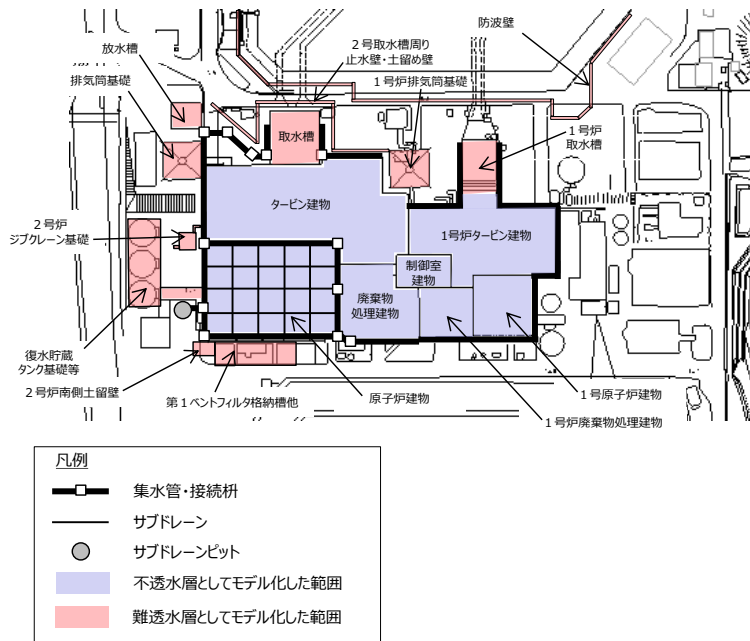 防波壁
放水槽
2号取水槽周り
止水壁・土留め壁
排気筒基礎
1号炉排気筒基礎
取水槽
1号炉
取水槽
タービン建物
2号炉
ジブクレーン基礎
1号炉タービン建物
制御室
建物
廃棄物
処理建物
復水貯蔵
タンク基礎等
2号炉南側土留壁
第1ベントフィルタ格納槽他
原子炉建物
1号原子炉建物
1号炉廃棄物処理建物
凡例
集水管・接続枡
サブドレーン
サブドレーンピット
不透水層としてモデル化した範囲
難透水層としてモデル化した範囲